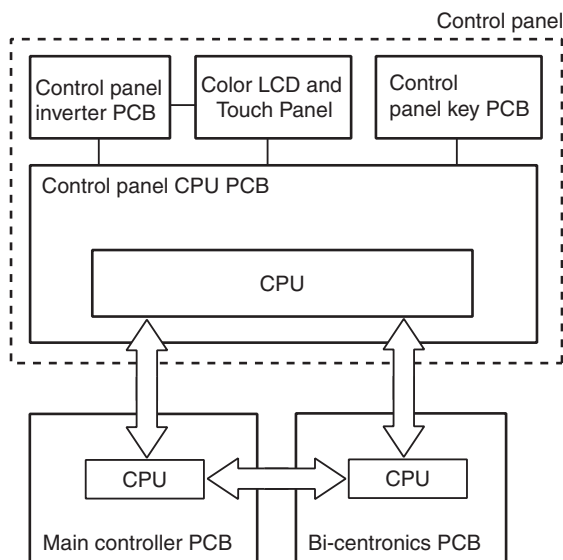 Control panel
Control panel
inverter PCB
Color LCD and
Touch Panel
Control
panel key PCB
Control panel CPU PCB
CPU
CPU
Main controller PCB
CPU
Bi-centronics PCB